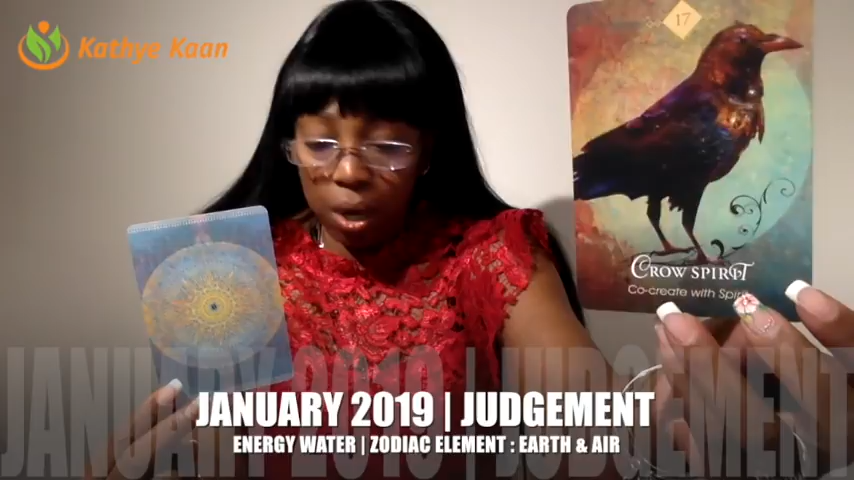 Kathye Kaan
17
CROW SPIRIT
Co-create with Spirit
JANUARY 2019 | JUDGEMENT
JANUARY 2019 | JUDGEMENT
ENERGY WATER | ZODIAC ELEMENT : EARTH & AIR